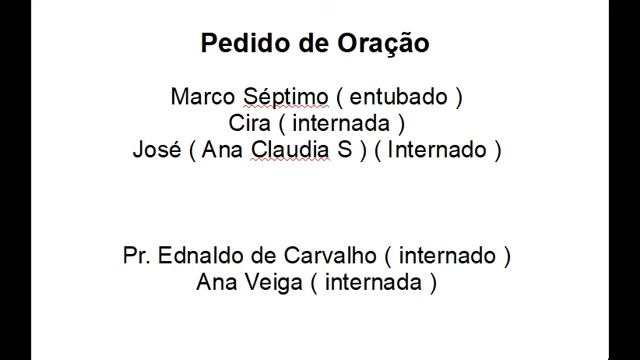 Pedido de Oração
Marco Séptimo ( entubado )
Cira ( internada )
José ( Ana Claudia S ) ( Internado )
Pr. Ednaldo de Carvalho ( internado )
Ana Veiga ( internada )